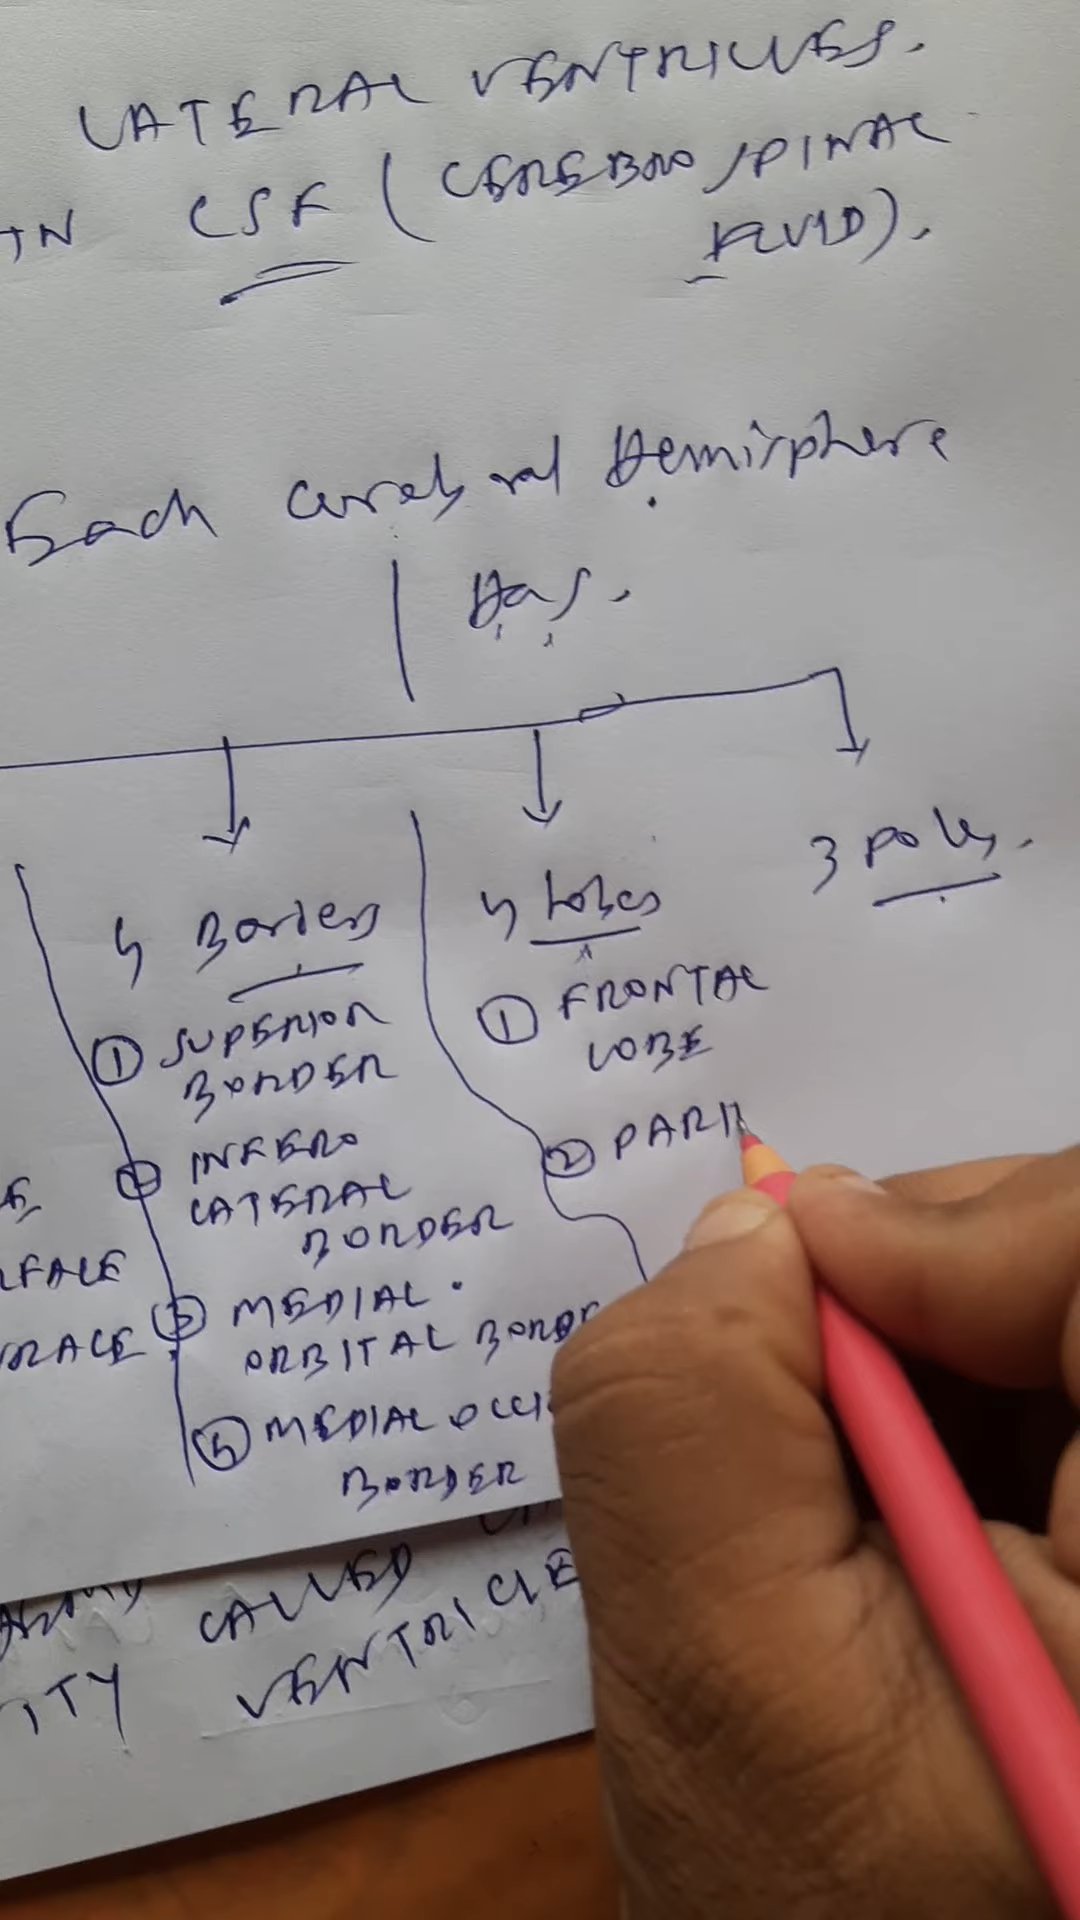 LATERAL VENTRICLES.
CSF (CEREBRO SPINAL
FLUID).
Each cerebral Hemisphere
Has.
4 Borders
① SUPERIOR
BORDER
② INFERO
LATERAL
BORDER
③ MEDIAL
ORBITAL BORDE
④ MEDIAL OCCI
BORDER
4 Lobes
① FRONTAL
LOBE
② PARI
3 poles.
CALLED
ITY VENTRICLE